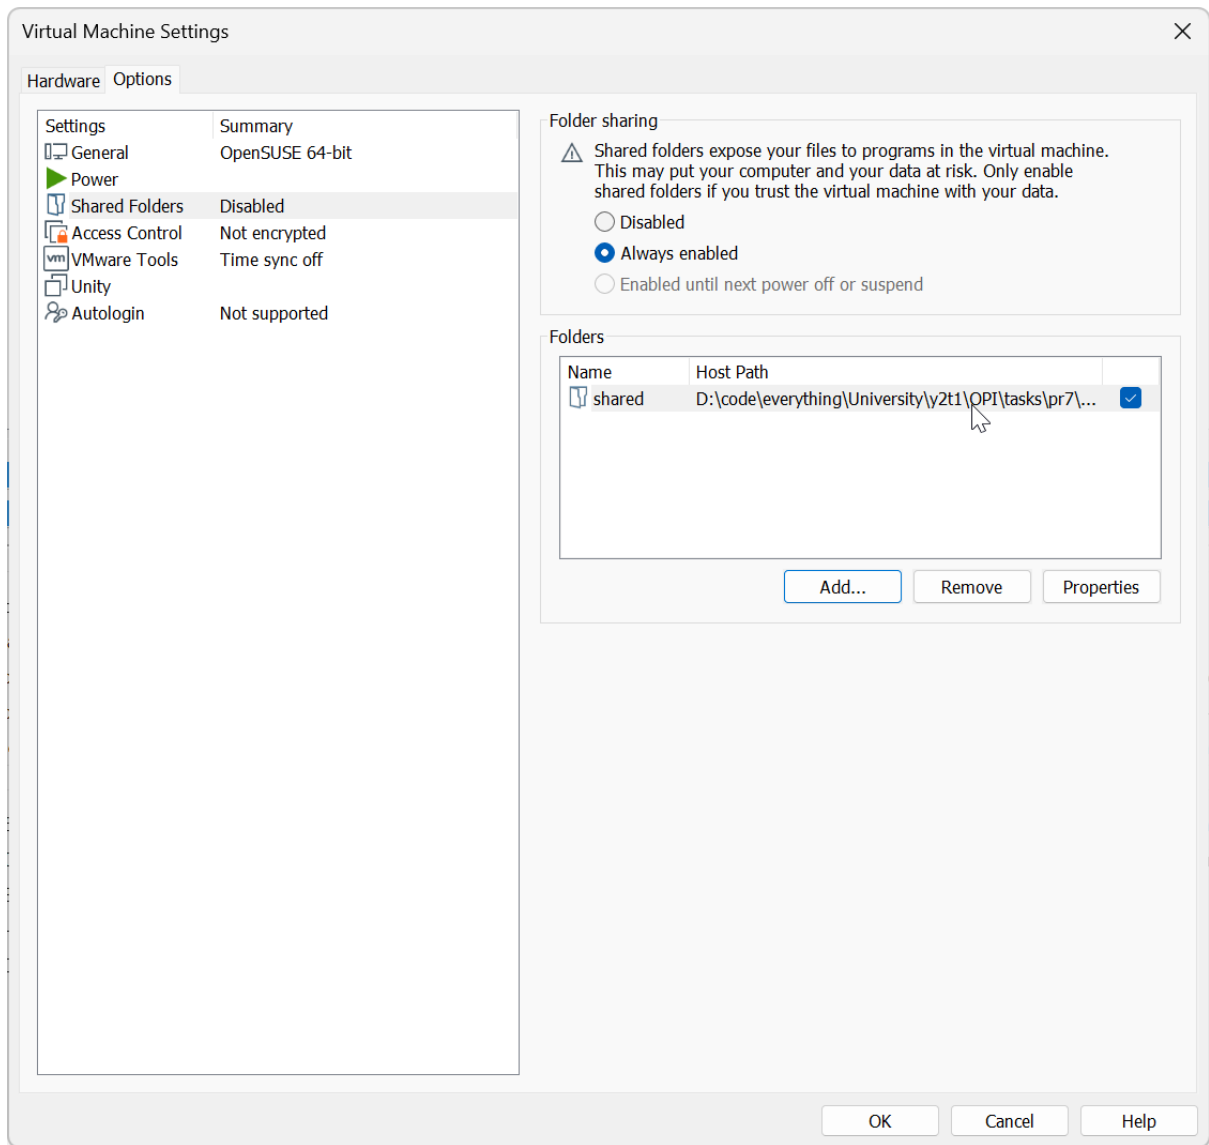 Virtual Machine Settings
Hardware Options
Settings Summary
General OpenSUSE 64-bit
Power
Shared Folders Disabled
Access Control Not encrypted
vm VMware Tools Time sync off
Unity
Autologin Not supported
Folder sharing
Shared folders expose your files to programs in the virtual machine.
This may put your computer and your data at risk. Only enable
shared folders if you trust the virtual machine with your data.
Disabled
Always enabled
Enabled until next power off or suspend
Folders
Name Host Path
shared D:\code\everything\University\y2t1\OPI\tasks\pr7\...
Add... Remove Properties
OK Cancel Help